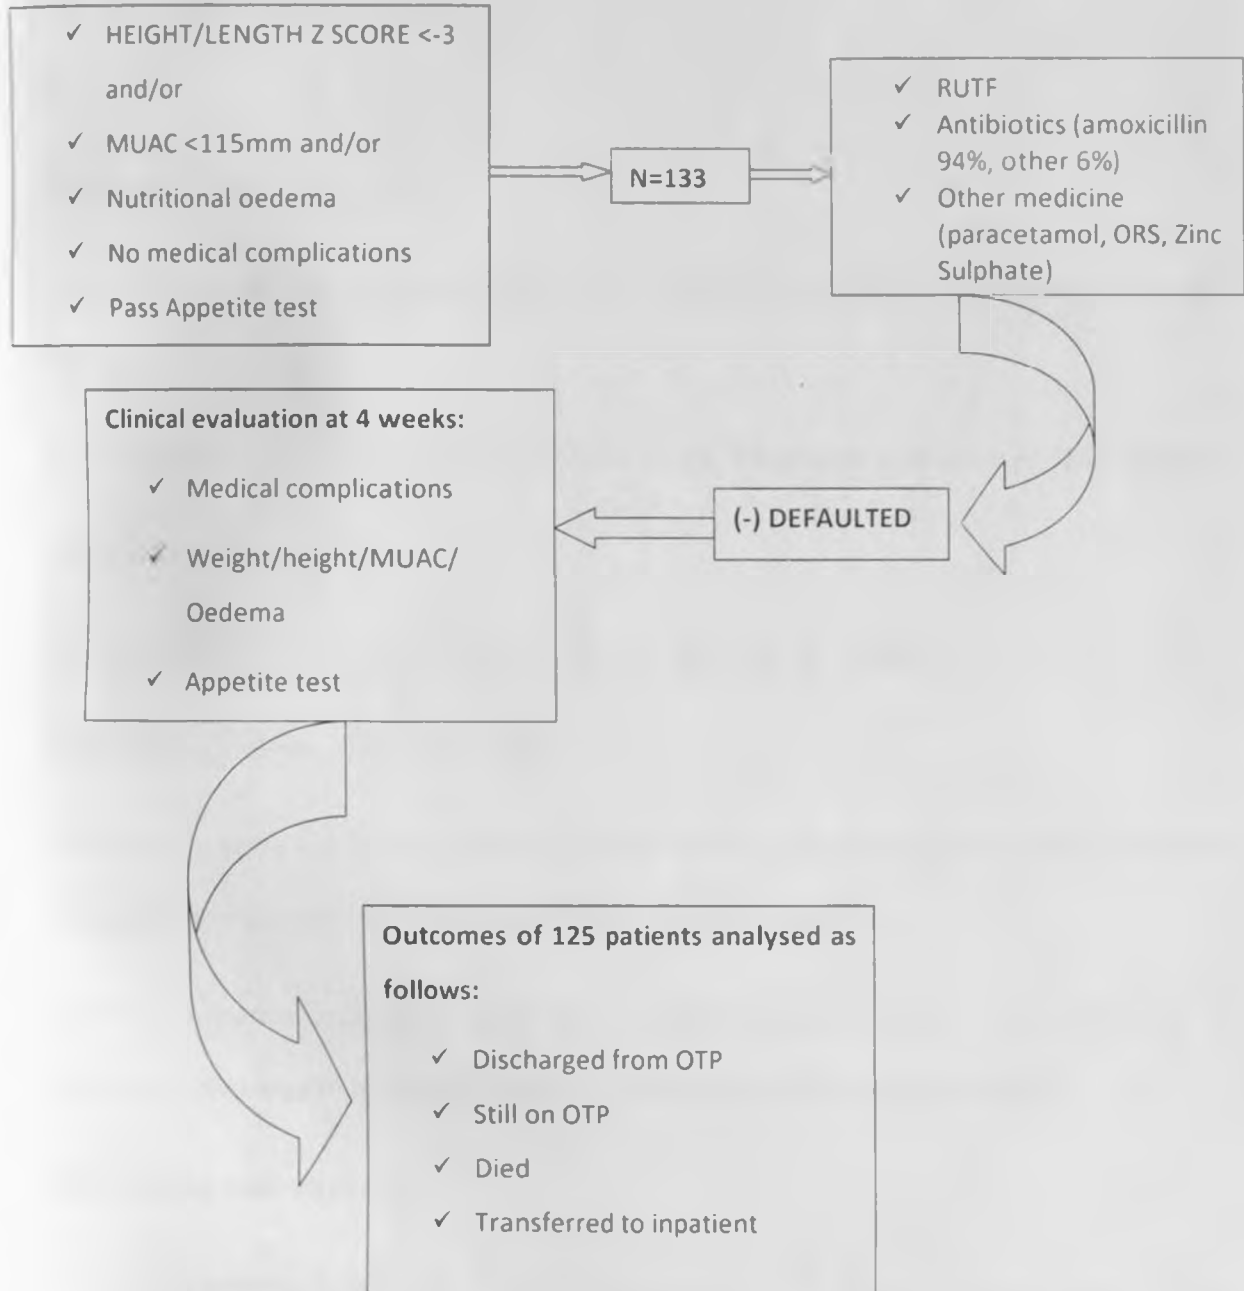 ✓ HEIGHT/LENGTH Z SCORE <-3
and/or
✓ MUAC <115mm and/or
✓ Nutritional oedema
✓ No medical complications
✓ Pass Appetite test
N=133
✓ RUTF
✓ Antibiotics (amoxicillin
94%, other 6%)
✓ Other medicine
(paracetamol, ORS, Zinc
Sulphate)
(-) DEFAULTED
Clinical evaluation at 4 weeks:
✓ Medical complications
✓ Weight/height/MUAC/
Oedema
✓ Appetite test
Outcomes of 125 patients analysed as
follows:
✓ Discharged from OTP
✓ Still on OTP
✓ Died
✓ Transferred to inpatient